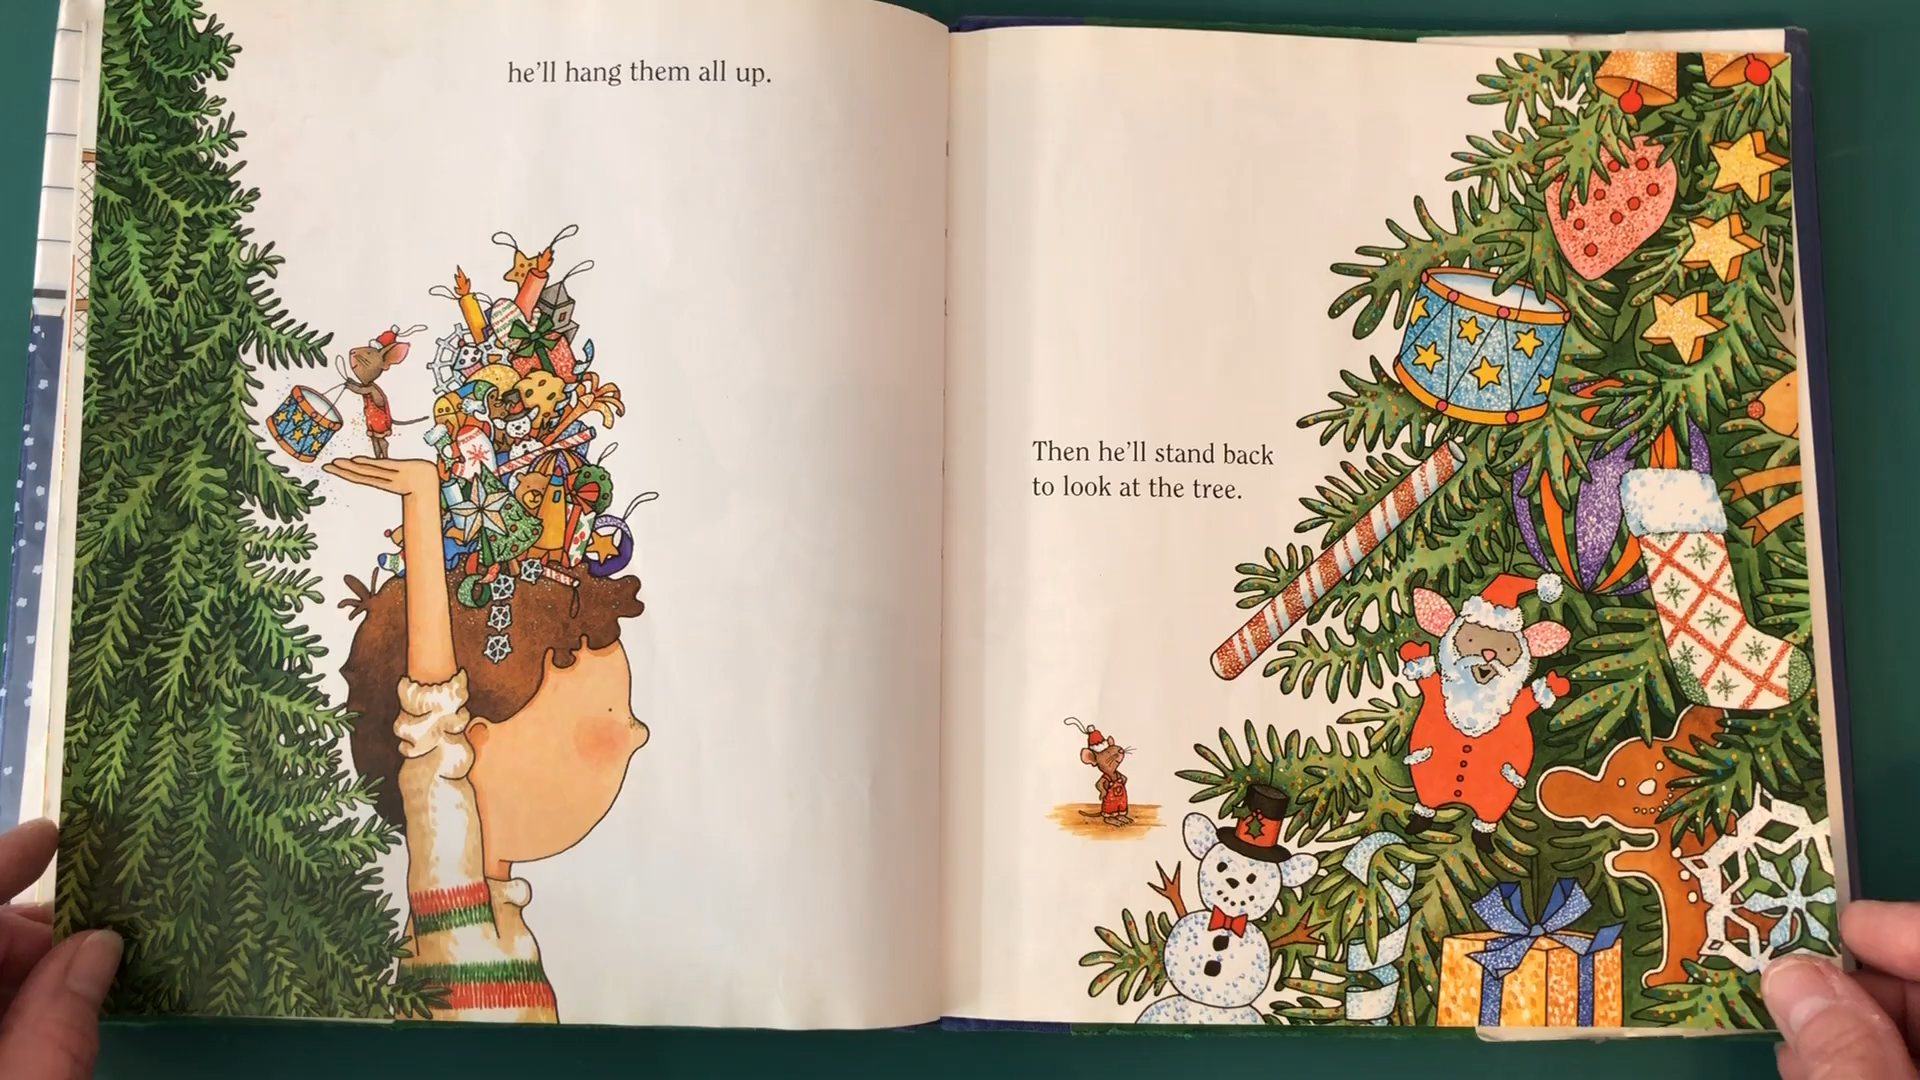 he’ll hang them all up.
Then he’ll stand back
to look at the tree.